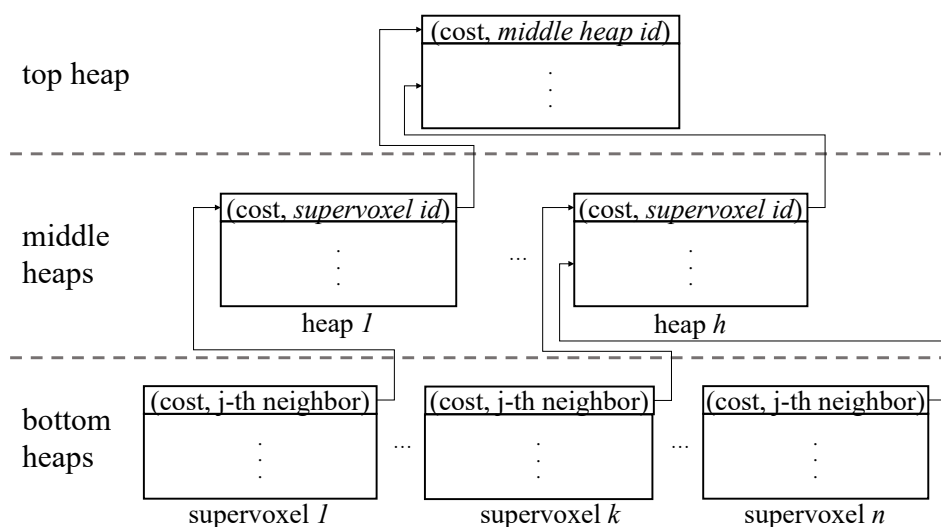 top heap
(cost, middle heap id)
.
.
.
middle
heaps
(cost, supervoxel id)
.
.
.
heap 1
...
(cost, supervoxel id)
.
.
.
heap h
bottom
heaps
(cost, j-th neighbor)
.
.
.
supervoxel 1
...
(cost, j-th neighbor)
.
.
.
supervoxel k
...
(cost, j-th neighbor)
.
.
.
supervoxel n